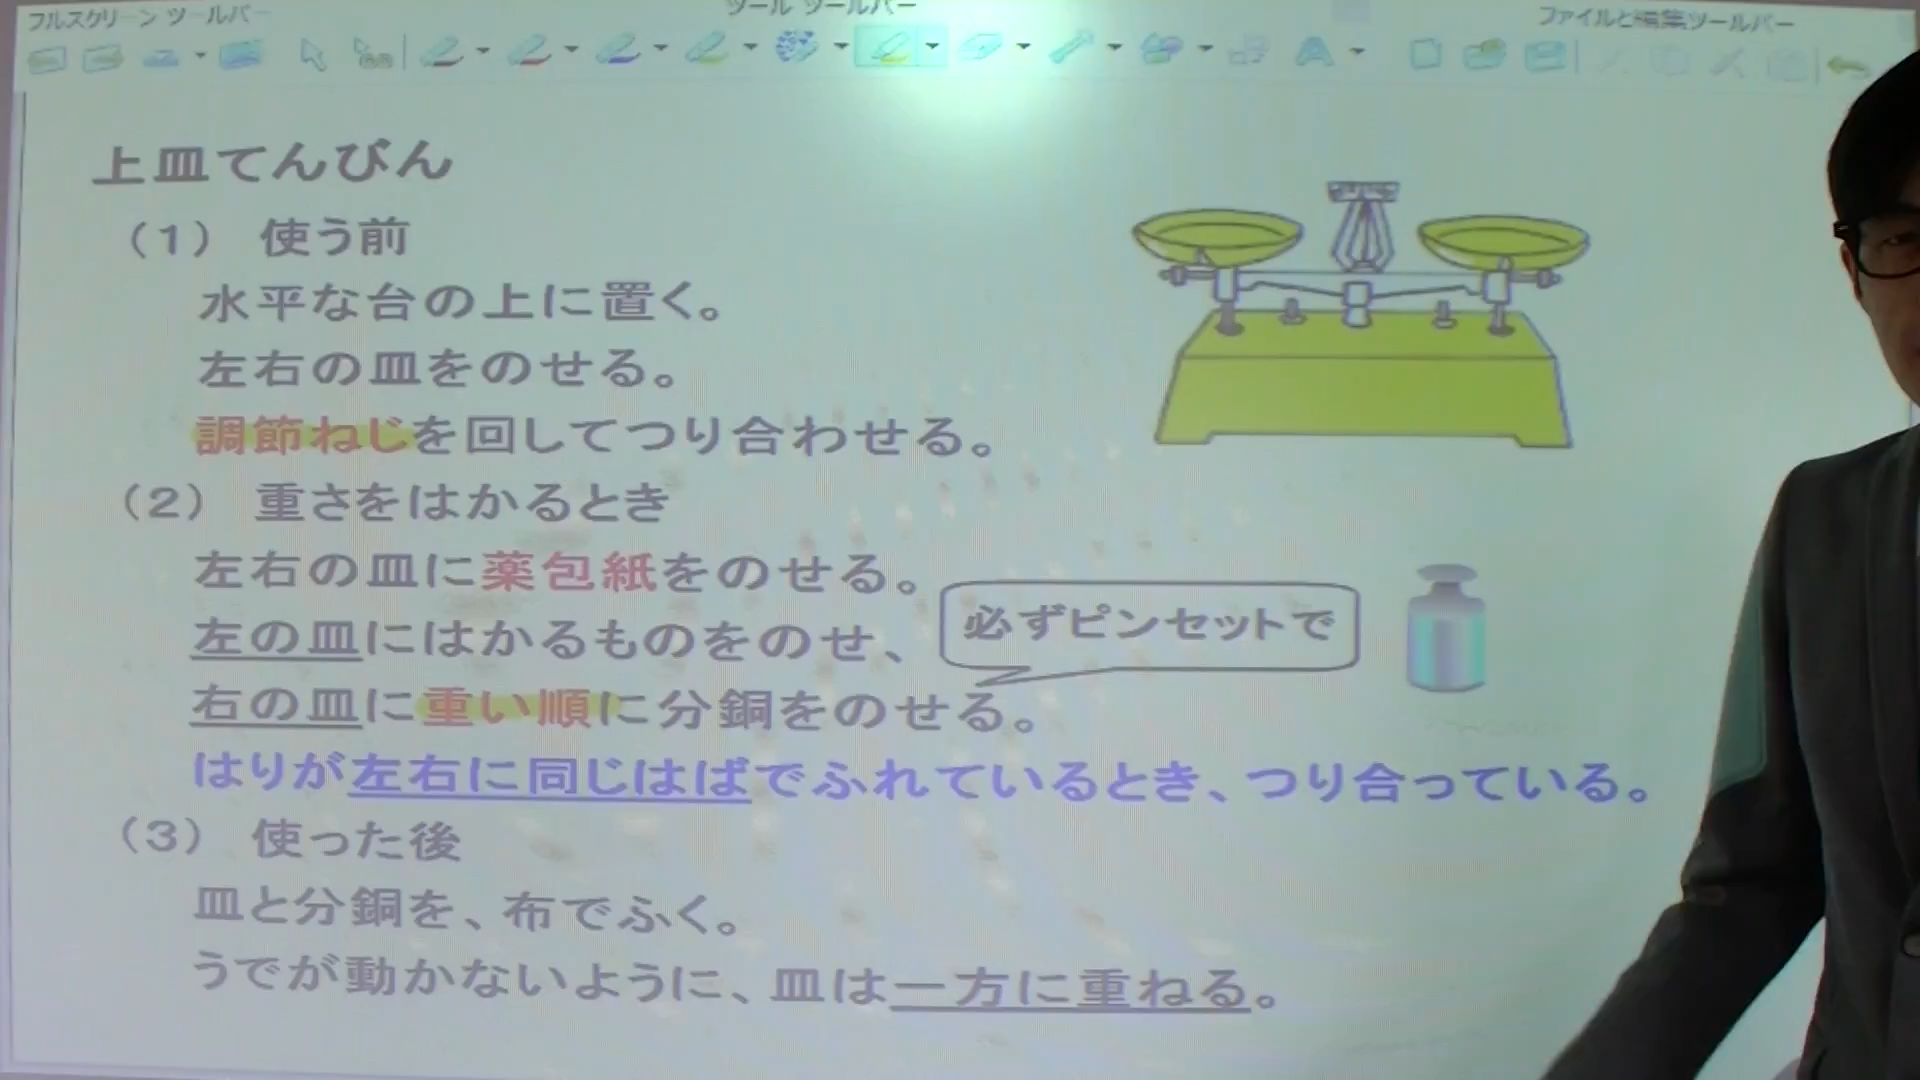 フルスクリーン ツールバー
ツール ツールバー
ファイルと編集ツールバー
上皿てんびん
(1) 使う前
水平な台の上に置く。
左右の皿をのせる。
調節ねじを回してつり合わせる。
(2) 重さをはかるとき
左右の皿に薬包紙をのせる。
必ずピンセットで
左の皿にはかるものをのせ、
右の皿に重い順に分銅をのせる。
はりが左右に同じはばでふれているとき、つり合っている。
(3) 使った後
皿と分銅を、布でふく。
うでが動かないように、皿は一方に重ねる。